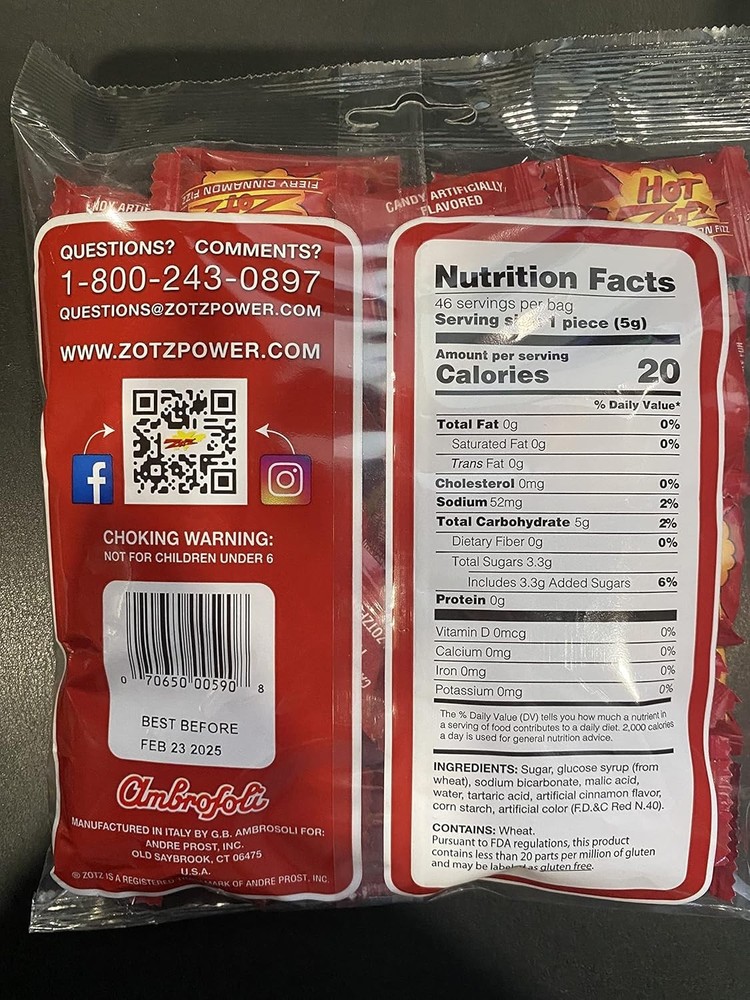 CANDY ARTIFICIALLY
FLAVORED
FIERY CINNAMON FIZZ
ZOTZ
HOT
ZOTZ
QUESTIONS? COMMENTS?
1-800-243-0897
QUESTIONS@ZOTZPOWER.COM
WWW.ZOTZPOWER.COM
ZOTZ
f
CHOKING WARNING:
NOT FOR CHILDREN UNDER 6
0 70650 00590 8
BEST BEFORE
FEB 23 2025
Ambrosoli
MANUFACTURED IN ITALY BY G.B. AMBROSOLI FOR:
ANDRE PROST, INC.
OLD SAYBROOK, CT 06475
U.S.A.
® ZOTZ IS A REGISTERED MARK OF ANDRE PROST, INC.
Nutrition Facts
46 servings per bag
Serving 1 piece (5g)
Amount per serving
Calories 20
% Daily Value*
Total Fat 0g 0%
Saturated Fat 0g 0%
Trans Fat 0g
Cholesterol 0mg 0%
Sodium 52mg 2%
Total Carbohydrate 5g 2%
Dietary Fiber 0g 0%
Total Sugars 3.3g
Includes 3.3g Added Sugars 6%
Protein 0g
Vitamin D 0mcg 0%
Calcium 0mg 0%
Iron 0mg 0%
Potassium 0mg 0%
The % Daily Value (DV) tells you how much a nutrient in
a serving of food contributes to a daily diet. 2,000 calories
a day is used for general nutrition advice.
INGREDIENTS: Sugar, glucose syrup (from
wheat), sodium bicarbonate, malic acid,
water, tartaric acid, artificial cinnamon flavor,
corn starch, artificial color (F.D.&C Red N.40).
CONTAINS: Wheat.
Pursuant to FDA regulations, this product
contains less than 20 parts per million of gluten
and may be labeled as gluten free.